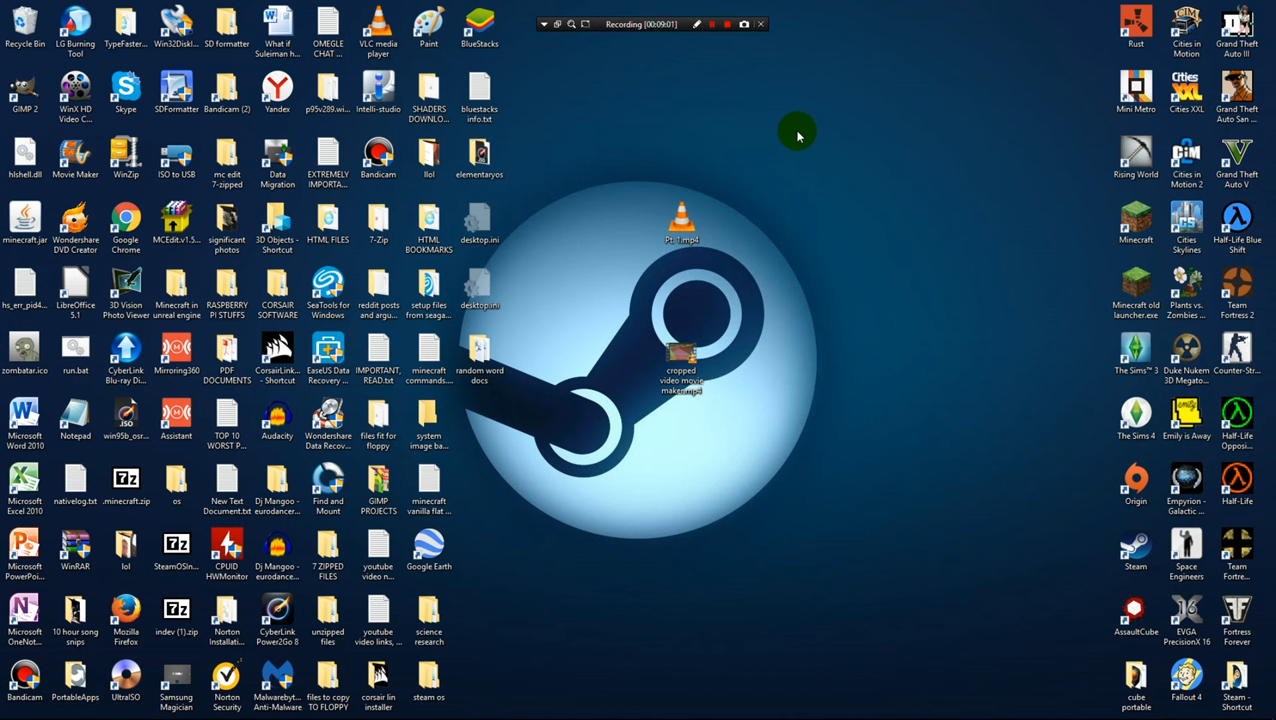 Recording [00:09:01]
Recycle Bin
LG Burning
Tool
TypeFaster...
Win32DiskI...
SD formatter
What if
Suleiman h...
OMEGLE
CHAT ...
VLC media
player
Paint
BlueStacks
Rust
Cities in
Motion
Grand Theft
Auto III
GIMP 2
WinX HD
Video C...
Skype
SDFormatter
Bandicam (2)
Yandex
p95v289.wi...
Intelli-studio
SHADERS
DOWNLO...
bluestacks
info.txt
Mini Metro
Cities XXL
Grand Theft
Auto San ...
hlshell.dll
Movie Maker
WinZip
ISO to USB
mc edit
7-zipped
Data
Migration
EXTREMELY
IMPORTA...
Bandicam
llol
elementaryos
Rising World
Cities in
Motion 2
Grand Theft
Auto V
minecraft.jar
Wondershare
DVD Creator
Google
Chrome
MCEdit.v1.5...
significant
photos
3D Objects -
Shortcut
HTML FILES
7-Zip
HTML
BOOKMARKS
desktop.ini
Pt. 1.mp4
Minecraft
Cities
Skylines
Half-Life Blue
Shift
hs_err_pid4...
LibreOffice
5.1
3D Vision
Photo Viewer
Minecraft in
unreal engine
RASPBERRY
PI STUFFS
CORSAIR
SOFTWARE
SeaTools for
Windows
reddit posts
and argu...
setup files
from seaga...
desktop.ini
Minecraft old
launcher.exe
Plants vs.
Zombies ...
Team
Fortress 2
zombatar.ico
run.bat
CyberLink
Blu-ray Di...
Mirroring360
PDF
DOCUMENTS
CorsairLink...
- Shortcut
EaseUS Data
Recovery ...
IMPORTANT,
READ.txt
minecraft
commands....
random word
docs
cropped
video movie
maker.mp4
The Sims™ 3
Duke Nukem
3D Megato...
Counter-Str...
Microsoft
Word 2010
Notepad
win95b_osr...
Assistant
TOP 10
WORST P...
Audacity
Wondershare
Data Recov...
files fit for
floppy
system
image ba...
The Sims 4
Emily is Away
Half-Life
Opposi...
Microsoft
Excel 2010
nativelog.txt
.minecraft.zip
os
New Text
Document.txt
Dj Mangoo -
eurodancer...
Find and
Mount
GIMP
PROJECTS
minecraft
vanilla flat ...
Origin
Empyrion -
Galactic ...
Half-Life
Microsoft
PowerPoi...
WinRAR
lol
SteamOSIn...
CPUID
HWMonitor
Dj Mangoo -
eurodanc...
7 ZIPPED
FILES
youtube
video n...
Google Earth
Steam
Space
Engineers
Team
Fortre...
Microsoft
OneNot...
10 hour song
snips
Mozilla
Firefox
indev (1).zip
Norton
Installati...
CyberLink
Power2Go 8
unzipped
files
youtube
video links, ...
science
research
AssaultCube
EVGA
PrecisionX 16
Fortress
Forever
Bandicam
PortableApps
UltraISO
Samsung
Magician
Norton
Security
Malwarebyt...
Anti-Malware
files to copy
TO FLOPPY
corsair lin
installer
steam os
cube
portable
Fallout 4
Steam -
Shortcut